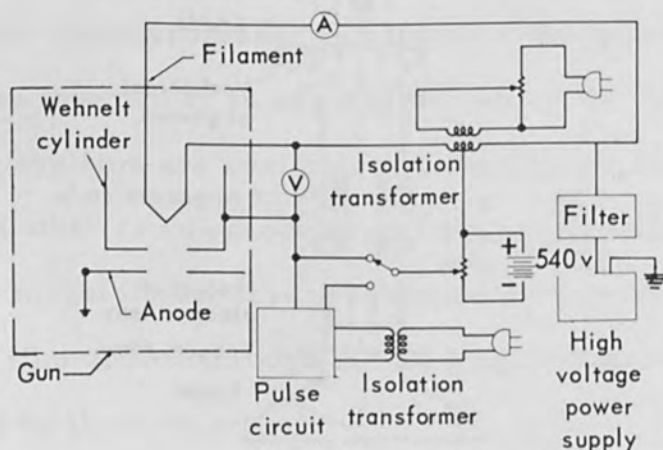 A
Filament
Wehnelt
cylinder
V
Isolation
transformer
Filter
+
540 v
-
Anode
Gun
Pulse
circuit
Isolation
transformer
High
voltage
power
supply